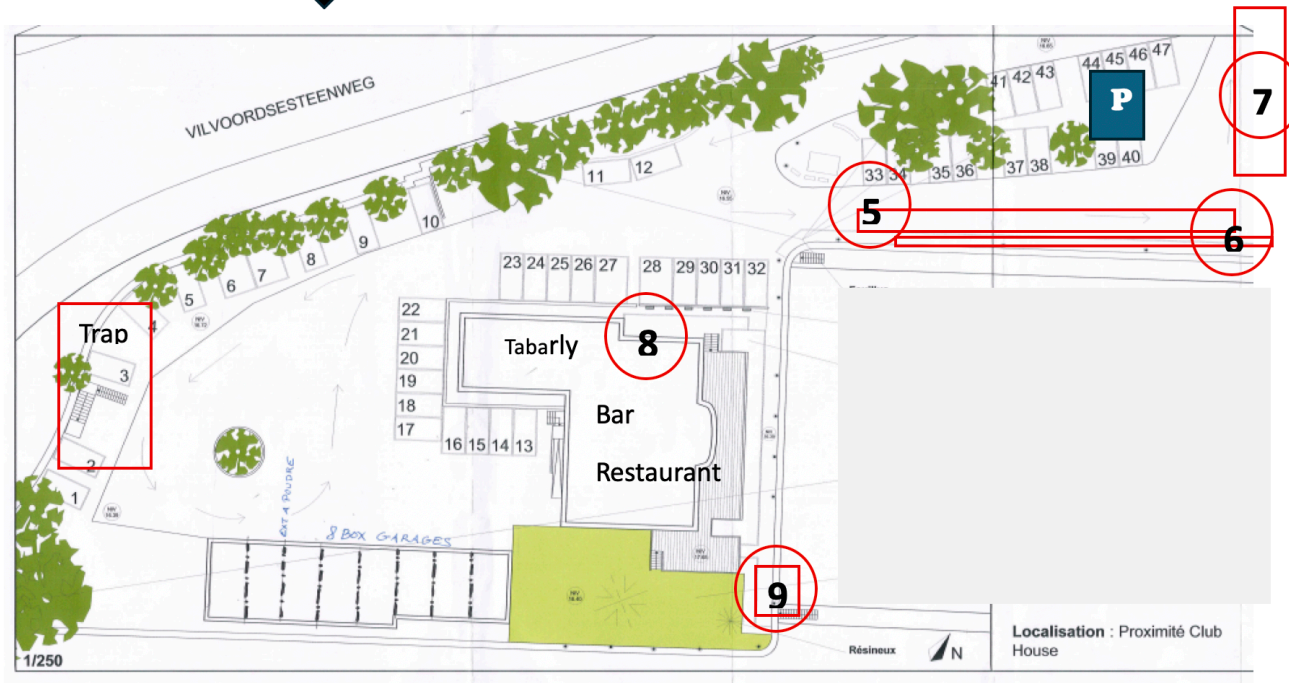 VILVOORDSESTEENWEG
41 42 43 44 45 46 47
P
7
11 12
33 34 35 36 37 38 39 40
5
6
10
9
8
7
6
5
4
Trap
3
2
1
23 24 25 26 27 28 29 30 31 32
22
21
20
19
18
17
16 15 14 13
Tabarly
8
Bar
Restaurant
EXT A POUDRE
8 BOX GARAGES
9
Résineux
N
Localisation : Proximité Club
House
1/250